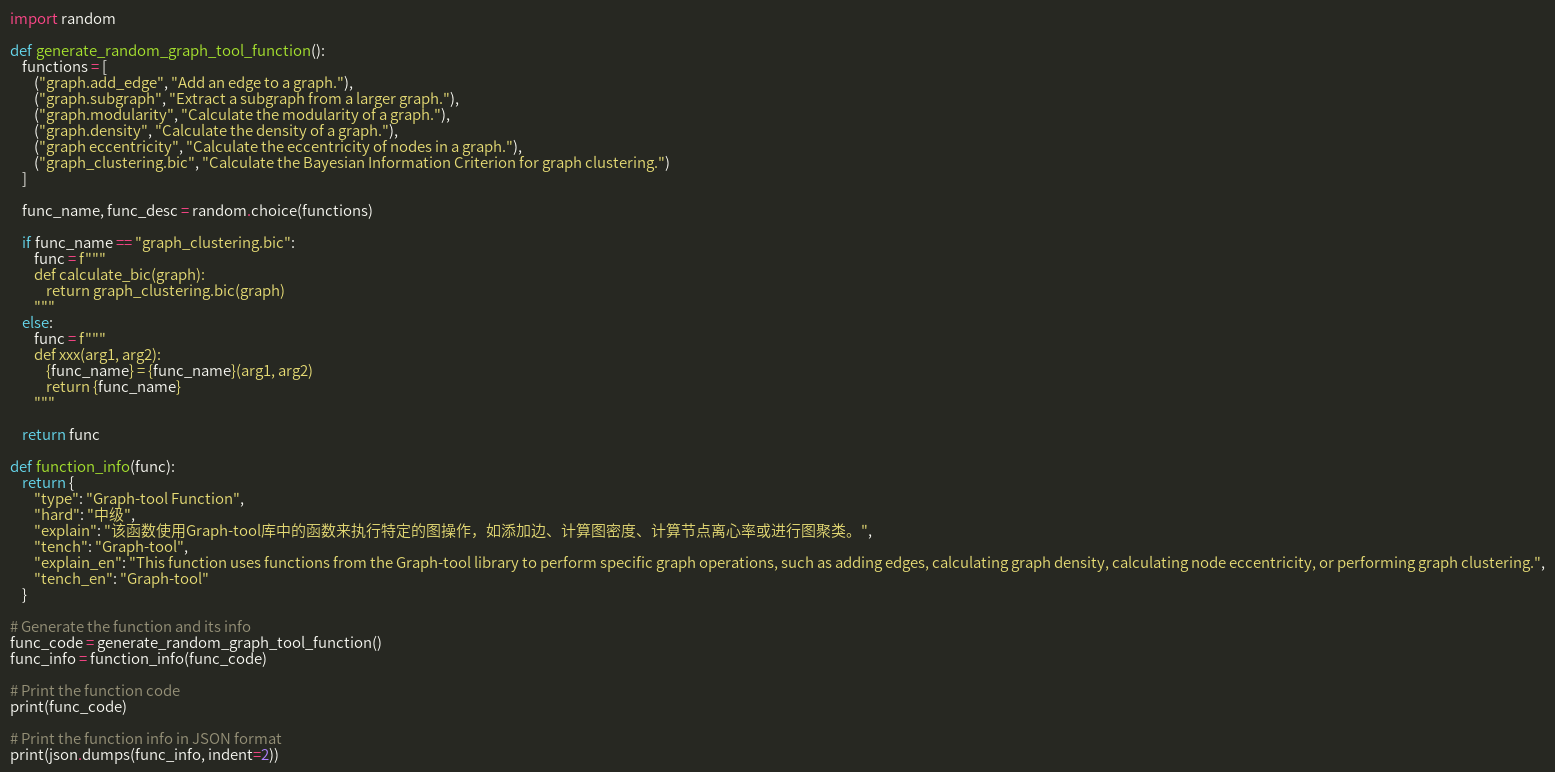 import random

def generate_random_graph_tool_function():
    functions = [
        ("graph.add_edge", "Add an edge to a graph."),
        ("graph.subgraph", "Extract a subgraph from a larger graph."),
        ("graph.modularity", "Calculate the modularity of a graph."),
        ("graph.density", "Calculate the density of a graph."),
        ("graph eccentricity", "Calculate the eccentricity of nodes in a graph."),
        ("graph_clustering.bic", "Calculate the Bayesian Information Criterion for graph clustering.")
    ]

    func_name, func_desc = random.choice(functions)

    if func_name == "graph_clustering.bic":
        func = f"""
        def calculate_bic(graph):
            return graph_clustering.bic(graph)
        """
    else:
        func = f"""
        def xxx(arg1, arg2):
            {func_name} = {func_name}(arg1, arg2)
            return {func_name}
        """

    return func

def function_info(func):
    return {
        "type": "Graph-tool Function",
        "hard": "中级",
        "explain": "该函数使用Graph-tool库中的函数来执行特定的图操作，如添加边、计算图密度、计算节点离心率或进行图聚类。",
        "tench": "Graph-tool",
        "explain_en": "This function uses functions from the Graph-tool library to perform specific graph operations, such as adding edges, calculating graph density, calculating node eccentricity, or performing graph clustering.",
        "tench_en": "Graph-tool"
    }

# Generate the function and its info
func_code = generate_random_graph_tool_function()
func_info = function_info(func_code)

# Print the function code
print(func_code)

# Print the function info in JSON format
print(json.dumps(func_info, indent=2))